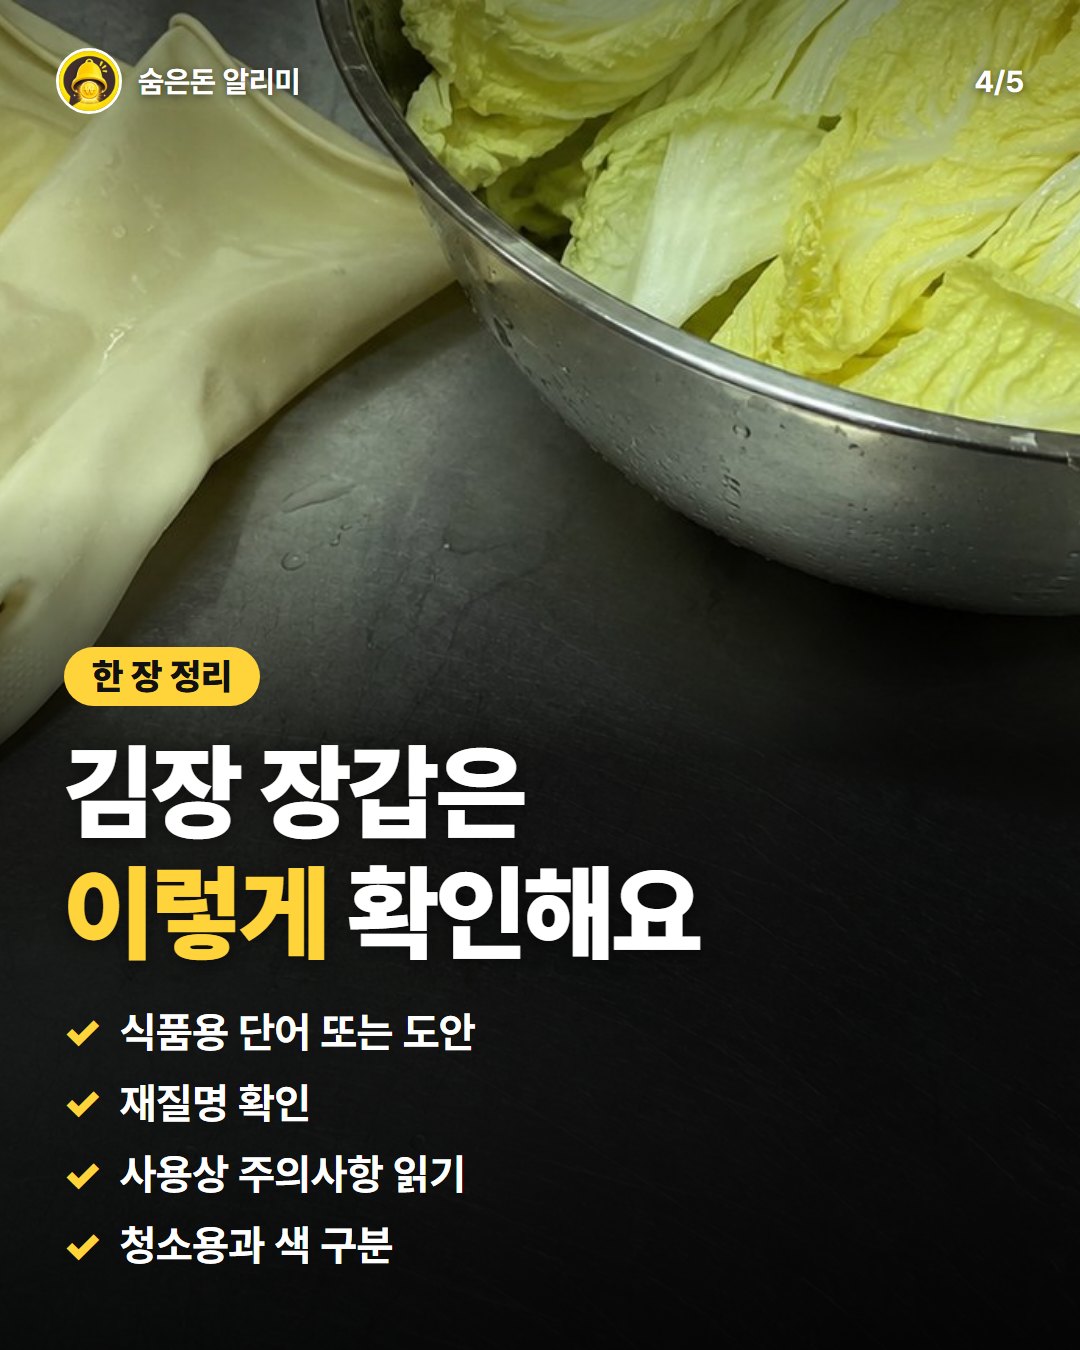 숨은돈 알리미
4/5
한 장 정리
김장 장갑은
이렇게 확인해요
식품용 단어 또는 도안
재질명 확인
사용상 주의사항 읽기
청소용과 색 구분